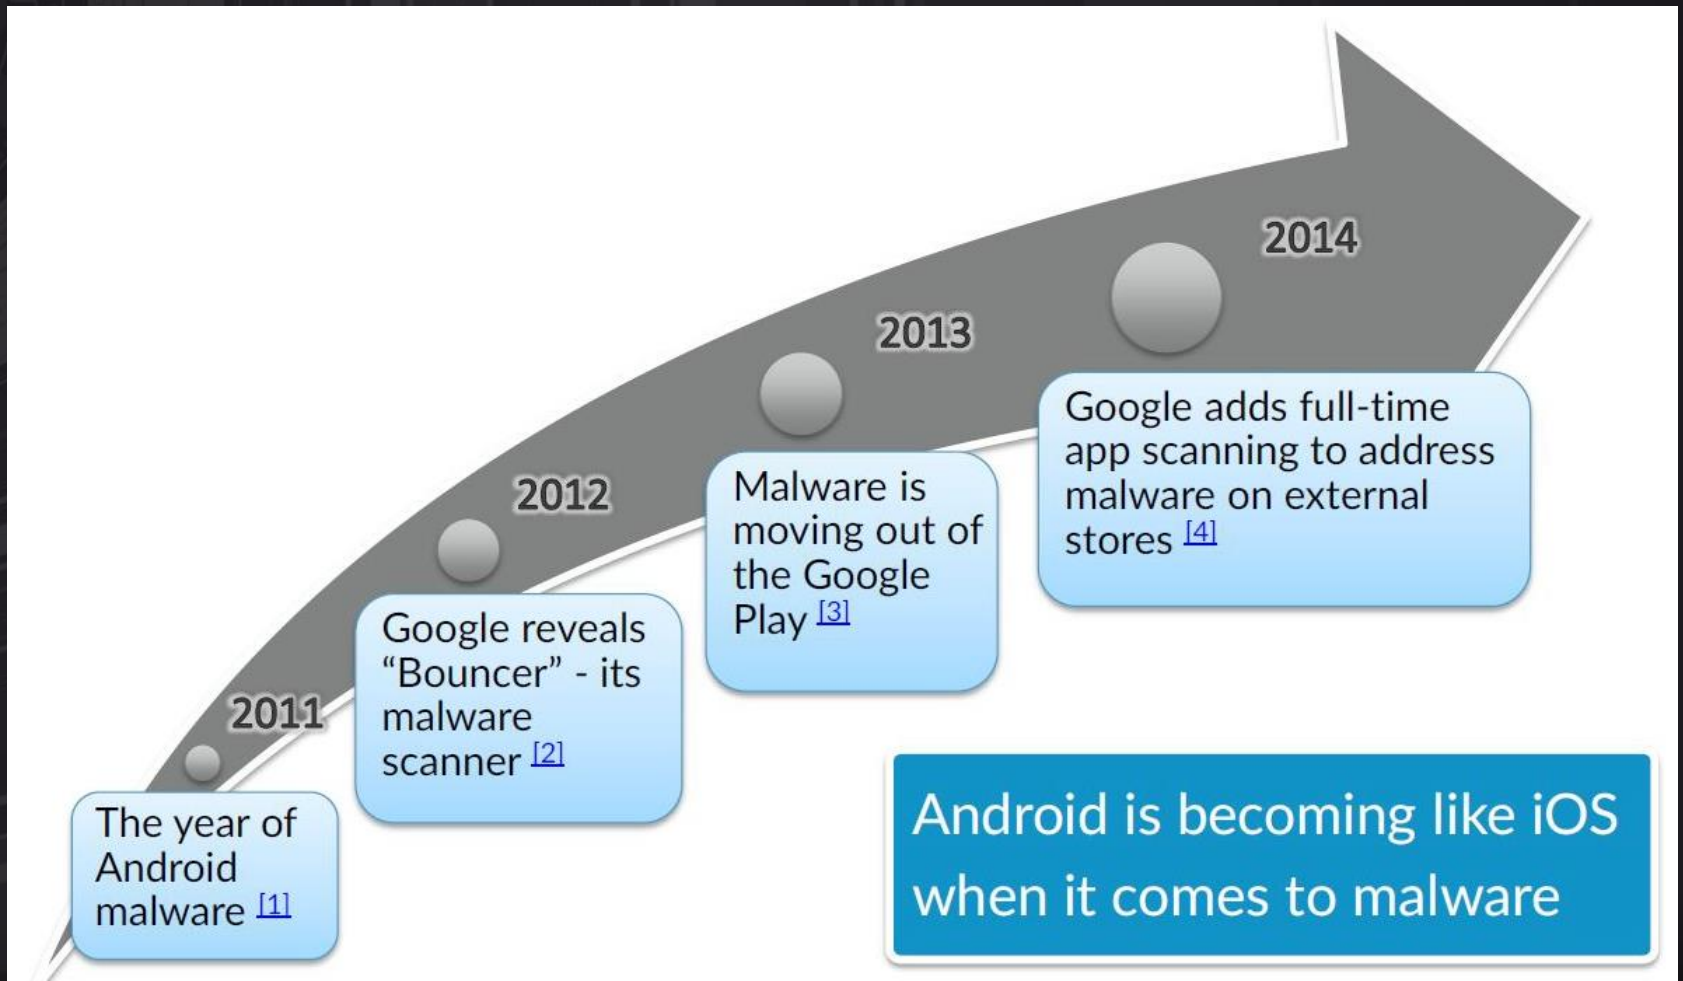 2011
The year of
Android
malware [1]
2012
Google reveals
“Bouncer” - its
malware
scanner [2]
2013
Malware is
moving out of
the Google
Play [3]
2014
Google adds full-time
app scanning to address
malware on external
stores [4]
Android is becoming like iOS
when it comes to malware